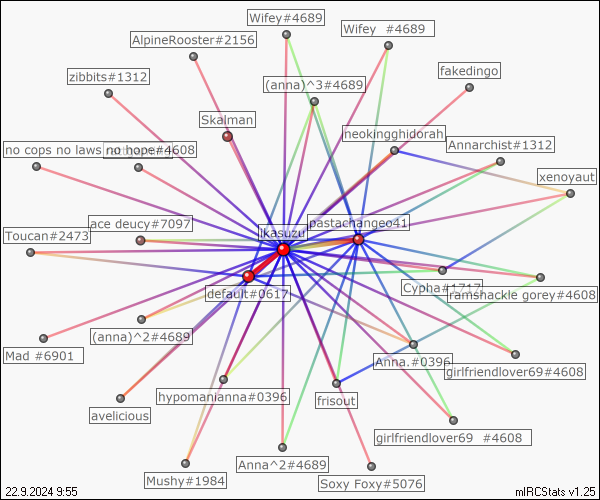 Wifey#4689
Wifey  #4689
AlpineRooster#2156
fakedingo
zibbits#1312
(anna)^3#4689
Skalman
neokingghidorah
Annarchist#1312
no cops no laws no hope#4608
xenoyaut
ace deucy#7097
pastachangeo41
ikasuzu
Toucan#2473
Cypha#1717
ramshackle gorey#4608
default#0617
(anna)^2#4689
Mad #6901
Anna.#0396
girlfriendlover69#4608
hypomanianna#0396
frisout
avelicious
girlfriendlover69  #4608
Anna^2#4689
Mushy#1984
Soxy Foxy#5076
22.9.2024 9:55
mIRCStats v1.25